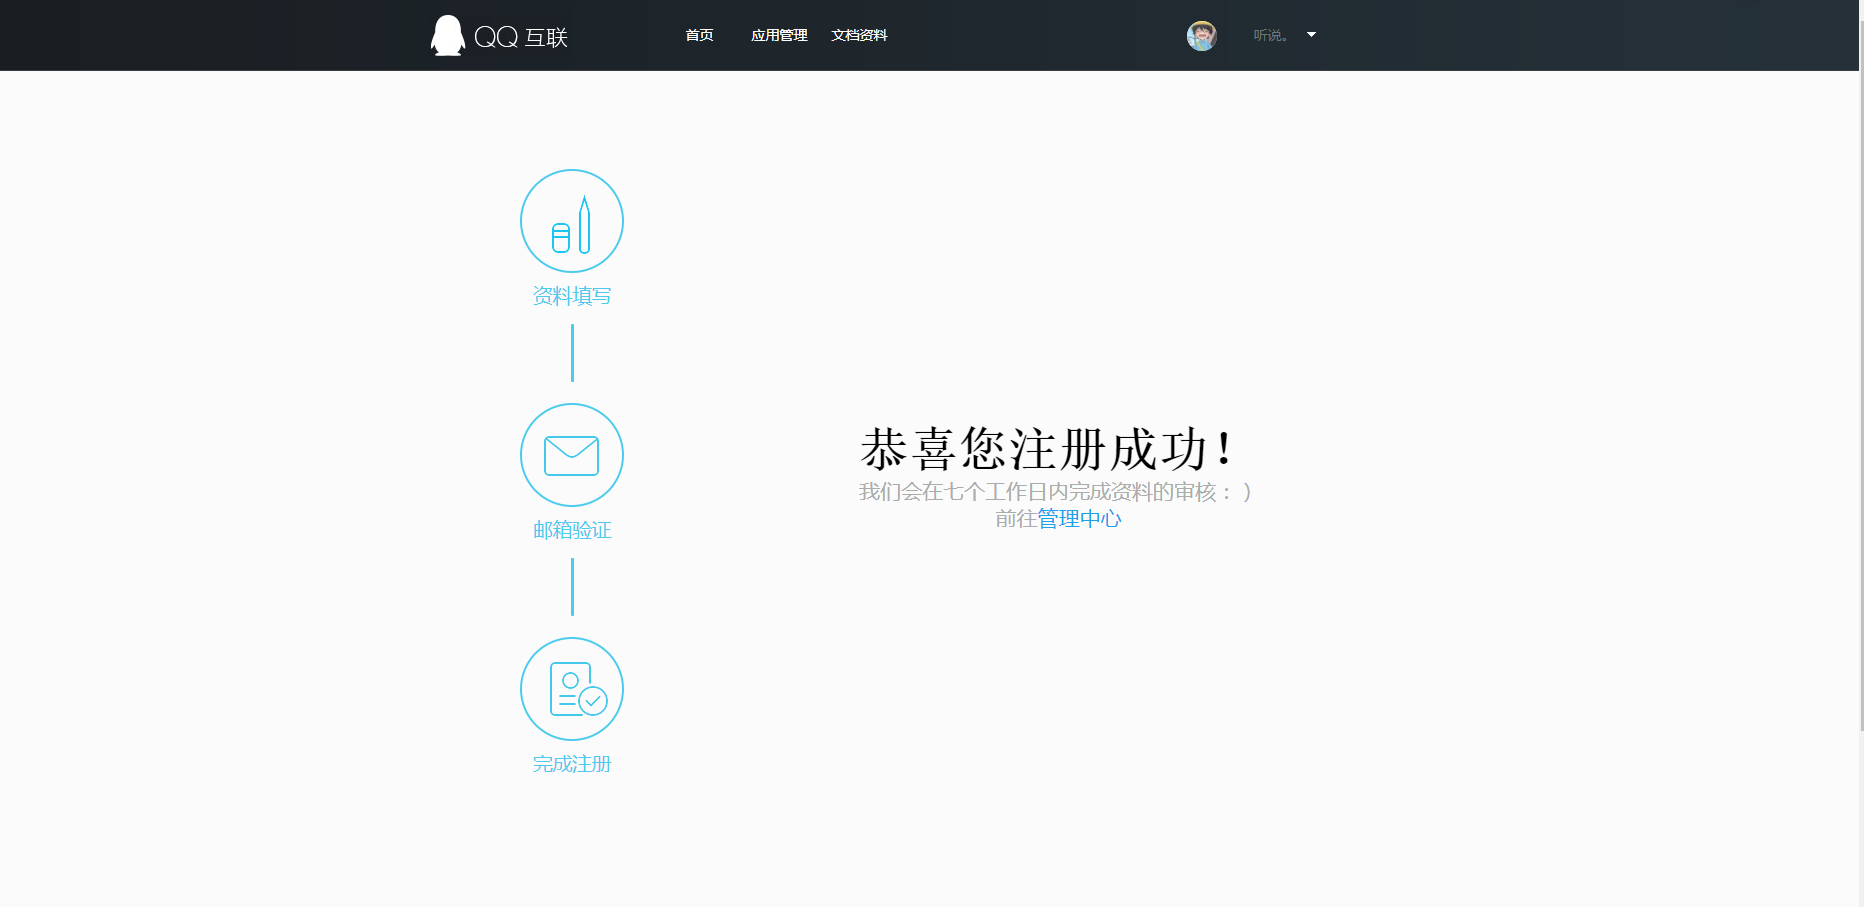 QQ 互联
首页 应用管理 文档资料
听说。
资料填写
邮箱验证
完成注册
恭喜您注册成功！
我们会在七个工作日内完成资料的审核：）
前往管理中心